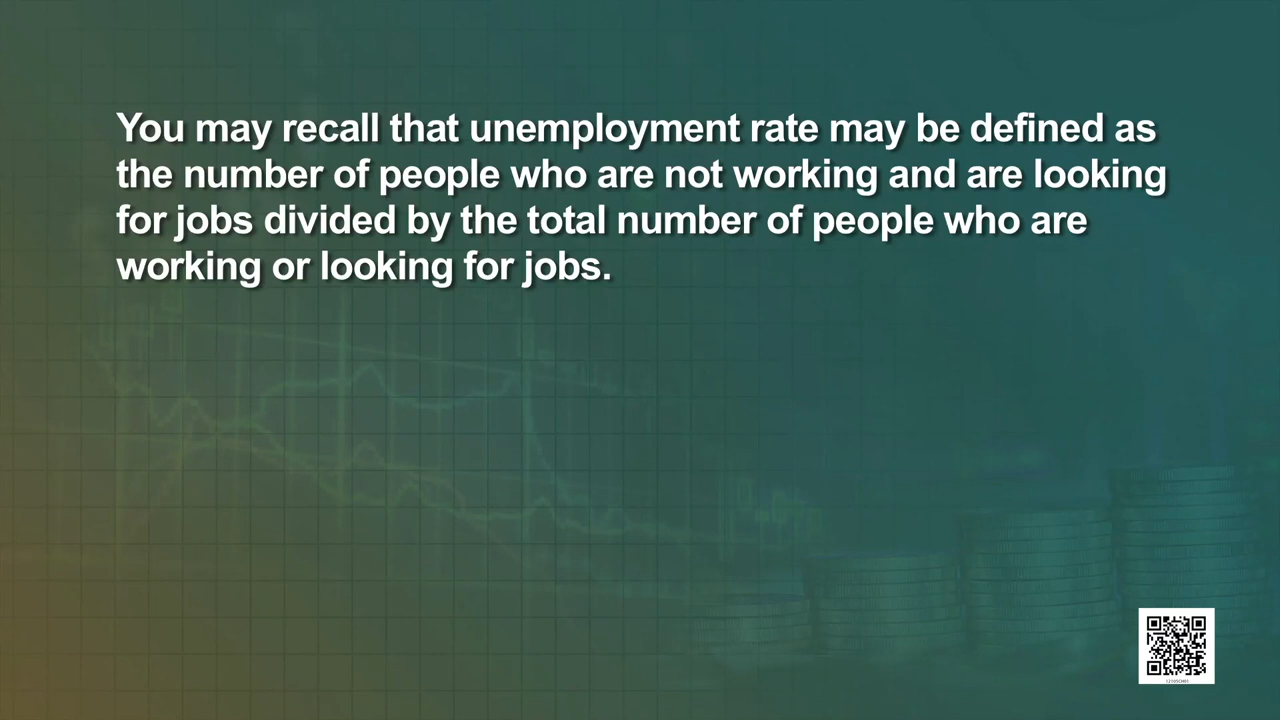 You may recall that unemployment rate may be defined as
the number of people who are not working and are looking
for jobs divided by the total number of people who are
working or looking for jobs.